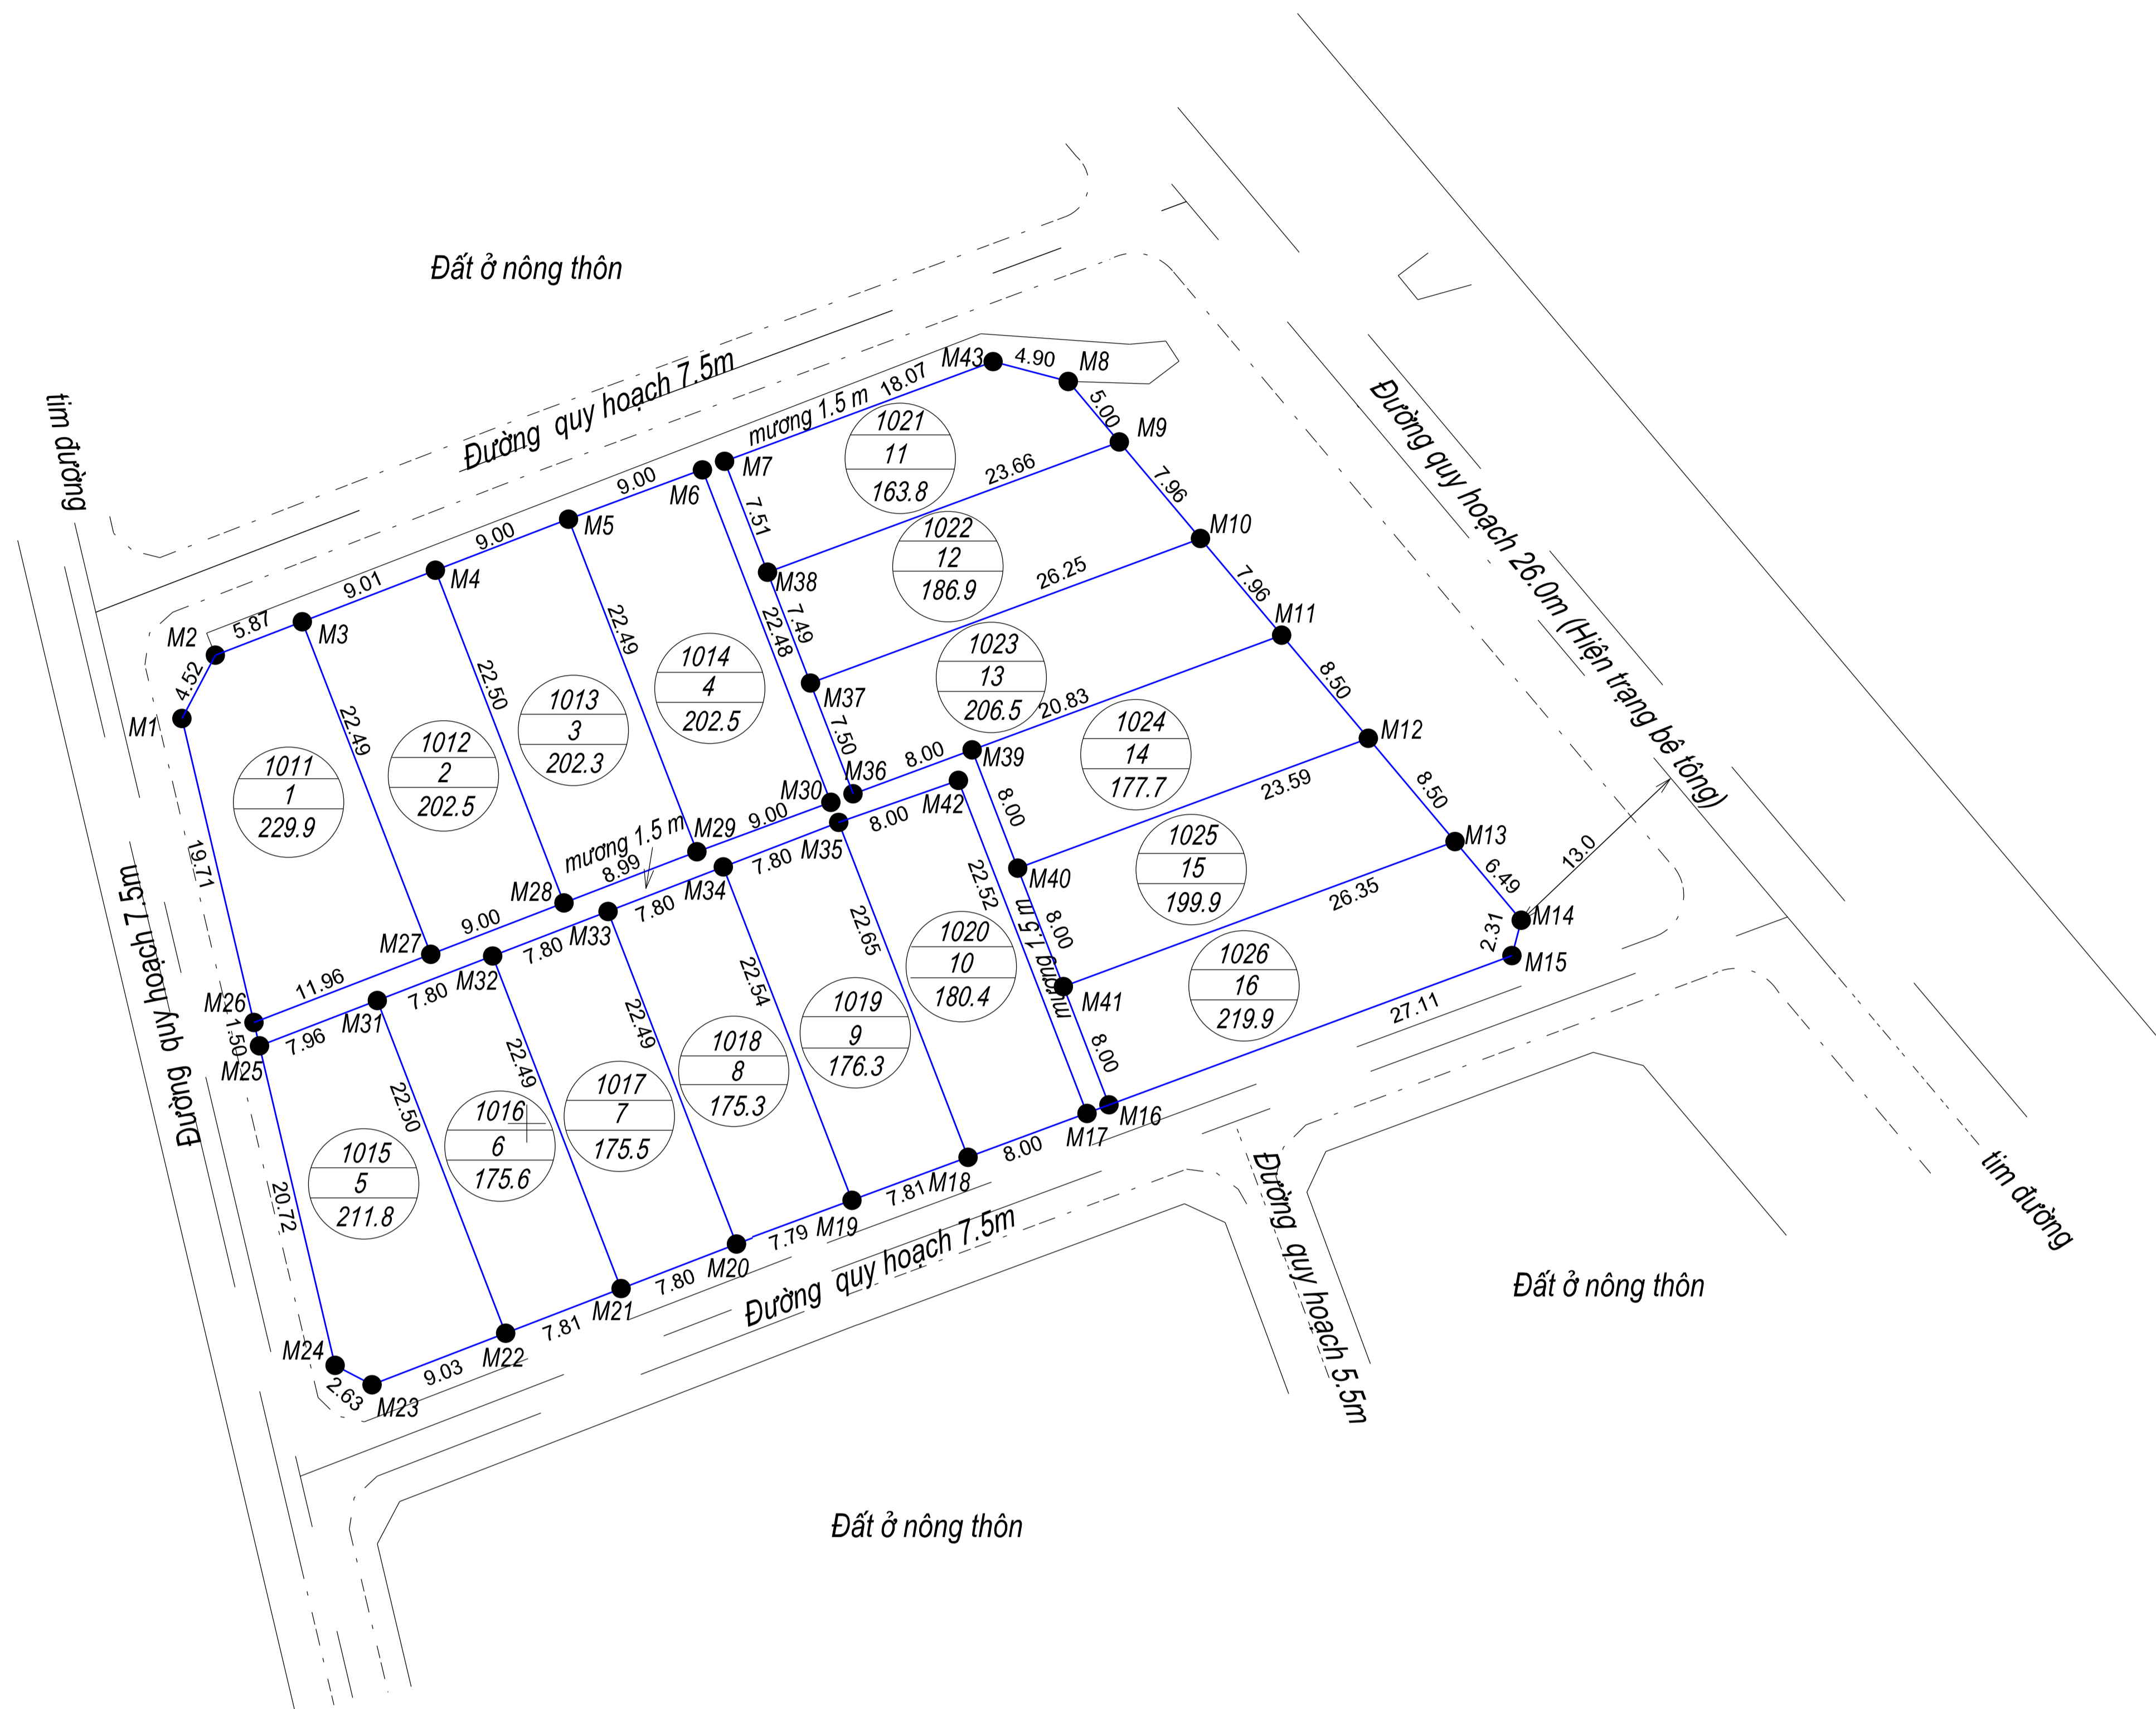 Đất ở nông thôn
tim đường
Đường quy hoạch 7.5m
mương 1.5 m
18.07
M43
4.90
M8
5.00
M9
Đường quy hoạch 26.0m (Hiện trạng bê tông)
1021
11
163.8
M7
M6
9.00
M5
9.00
M4
9.01
M3
5.87
M2
4.52
M1
7.51
23.66
7.96
M10
1022
12
186.9
M38
7.49
26.25
7.96
M11
22.48
22.49
22.50
22.49
1014
4
202.5
1023
13
206.5
M37
7.50
20.83
8.50
M12
1013
3
202.3
1012
2
202.5
1011
1
229.9
1024
14
177.7
M39
8.00
M36
M30
M42
8.00
8.00
23.59
8.50
M13
19.71
M29
9.00
mương 1.5 m
8.99
M28
M35
7.80
M34
7.80
M33
M40
1025
15
199.9
13.0
6.49
M14
2.31
M15
M27
9.00
11.96
M26
1.50
M25
7.96
M31
7.80
M32
7.80
22.65
22.52
mương 1.5 m
8.00
26.35
M41
1020
10
180.4
1026
16
219.9
27.11
22.54
22.49
22.49
22.50
1019
9
176.3
1018
8
175.3
1017
7
175.5
1016
6
175.6
1015
5
211.8
8.00
M16
M17
8.00
M18
7.81
M19
7.79
M20
7.80
M21
7.81
M22
9.03
M23
2.63
M24
20.72
Đường quy hoạch 7.5m
Đường quy hoạch 7.5m
Đường quy hoạch 5.5m
tim đường
Đất ở nông thôn
Đất ở nông thôn